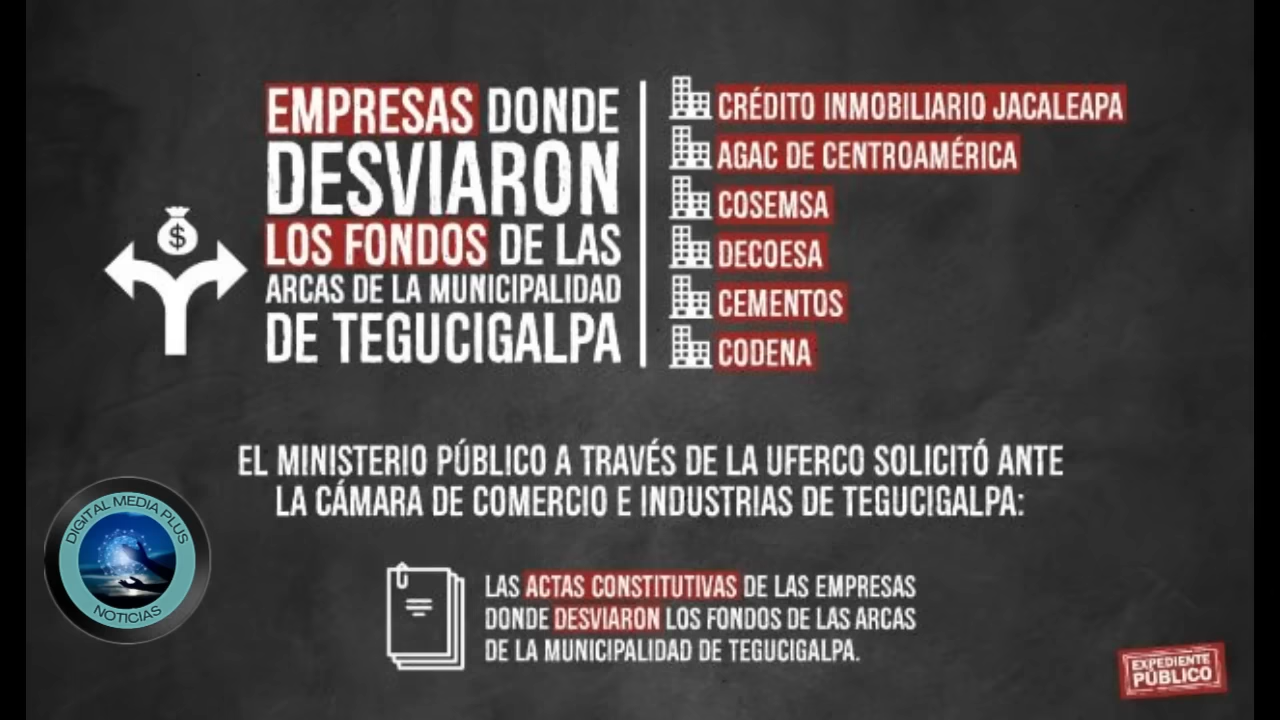 EMPRESAS DONDE
DESVIARON
LOS FONDOS DE LAS
ARCAS DE LA MUNICIPALIDAD
DE TEGUCIGALPA
$
CRÉDITO INMOBILIARIO JACALEAPA
AGAC DE CENTROAMÉRICA
COSEMSA
DECOESA
CEMENTOS
CODENA
EL MINISTERIO PÚBLICO A TRAVÉS DE LA UFERCO SOLICITÓ ANTE
LA CÁMARA DE COMERCIO E INDUSTRIAS DE TEGUCIGALPA:
LAS ACTAS CONSTITUTIVAS DE LAS EMPRESAS
DONDE DESVIARON LOS FONDOS DE LAS ARCAS
DE LA MUNICIPALIDAD DE TEGUCIGALPA.
DIGITAL MEDIA PLUS
NOTICIAS
EXPEDIENTE
PÚBLICO